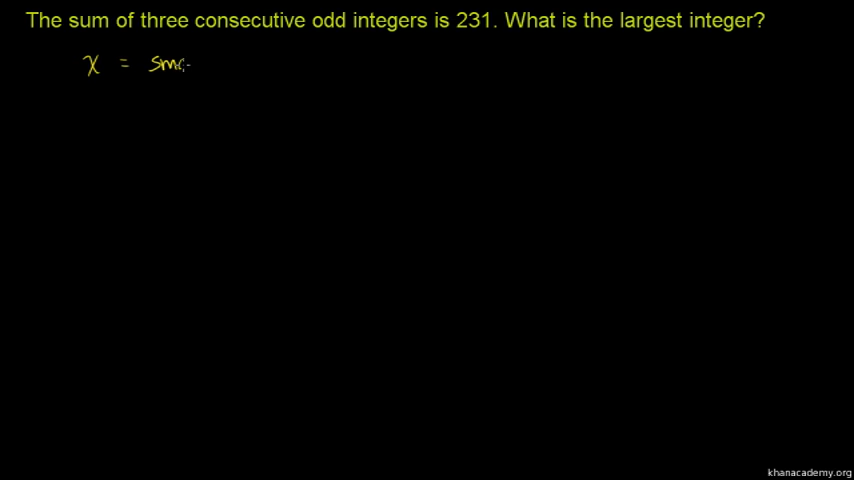 The sum of three consecutive odd integers is 231. What is the largest integer?
x =
khanacademy.org